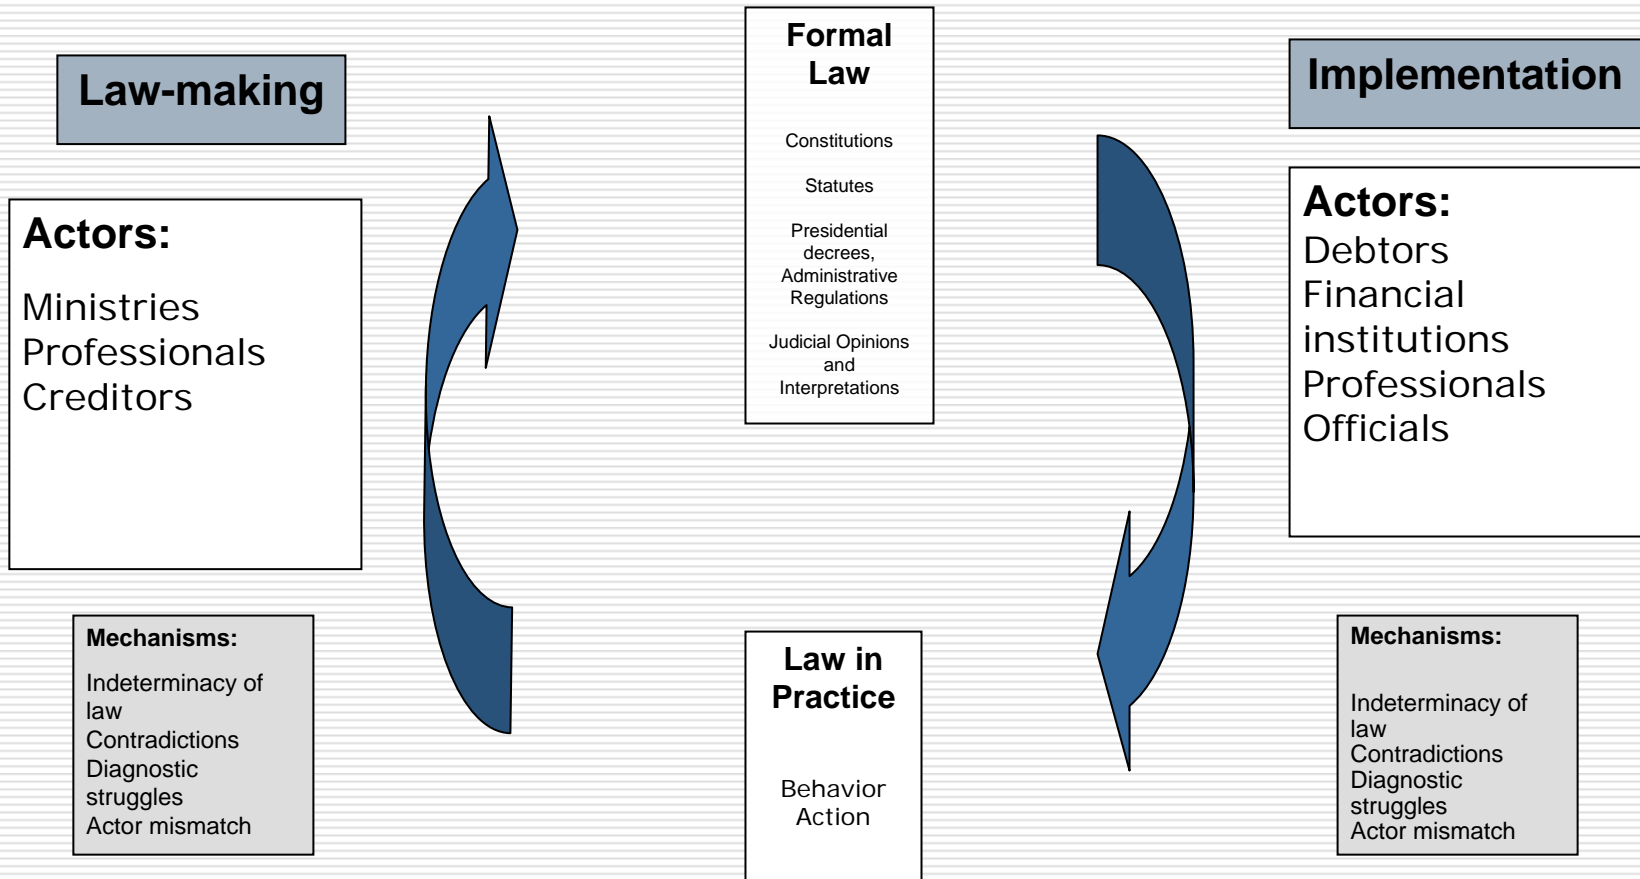 Law-making
Actors:
Ministries
Professionals
Creditors
Mechanisms:
Indeterminacy of
law
Contradictions
Diagnostic
struggles
Actor mismatch
Formal
Law
Constitutions
Statutes
Presidential
decrees,
Administrative
Regulations
Judicial Opinions
and
Interpretations
Law in
Practice
Behavior
Action
Implementation
Actors:
Debtors
Financial
institutions
Professionals
Officials
Mechanisms:
Indeterminacy of
law
Contradictions
Diagnostic
struggles
Actor mismatch